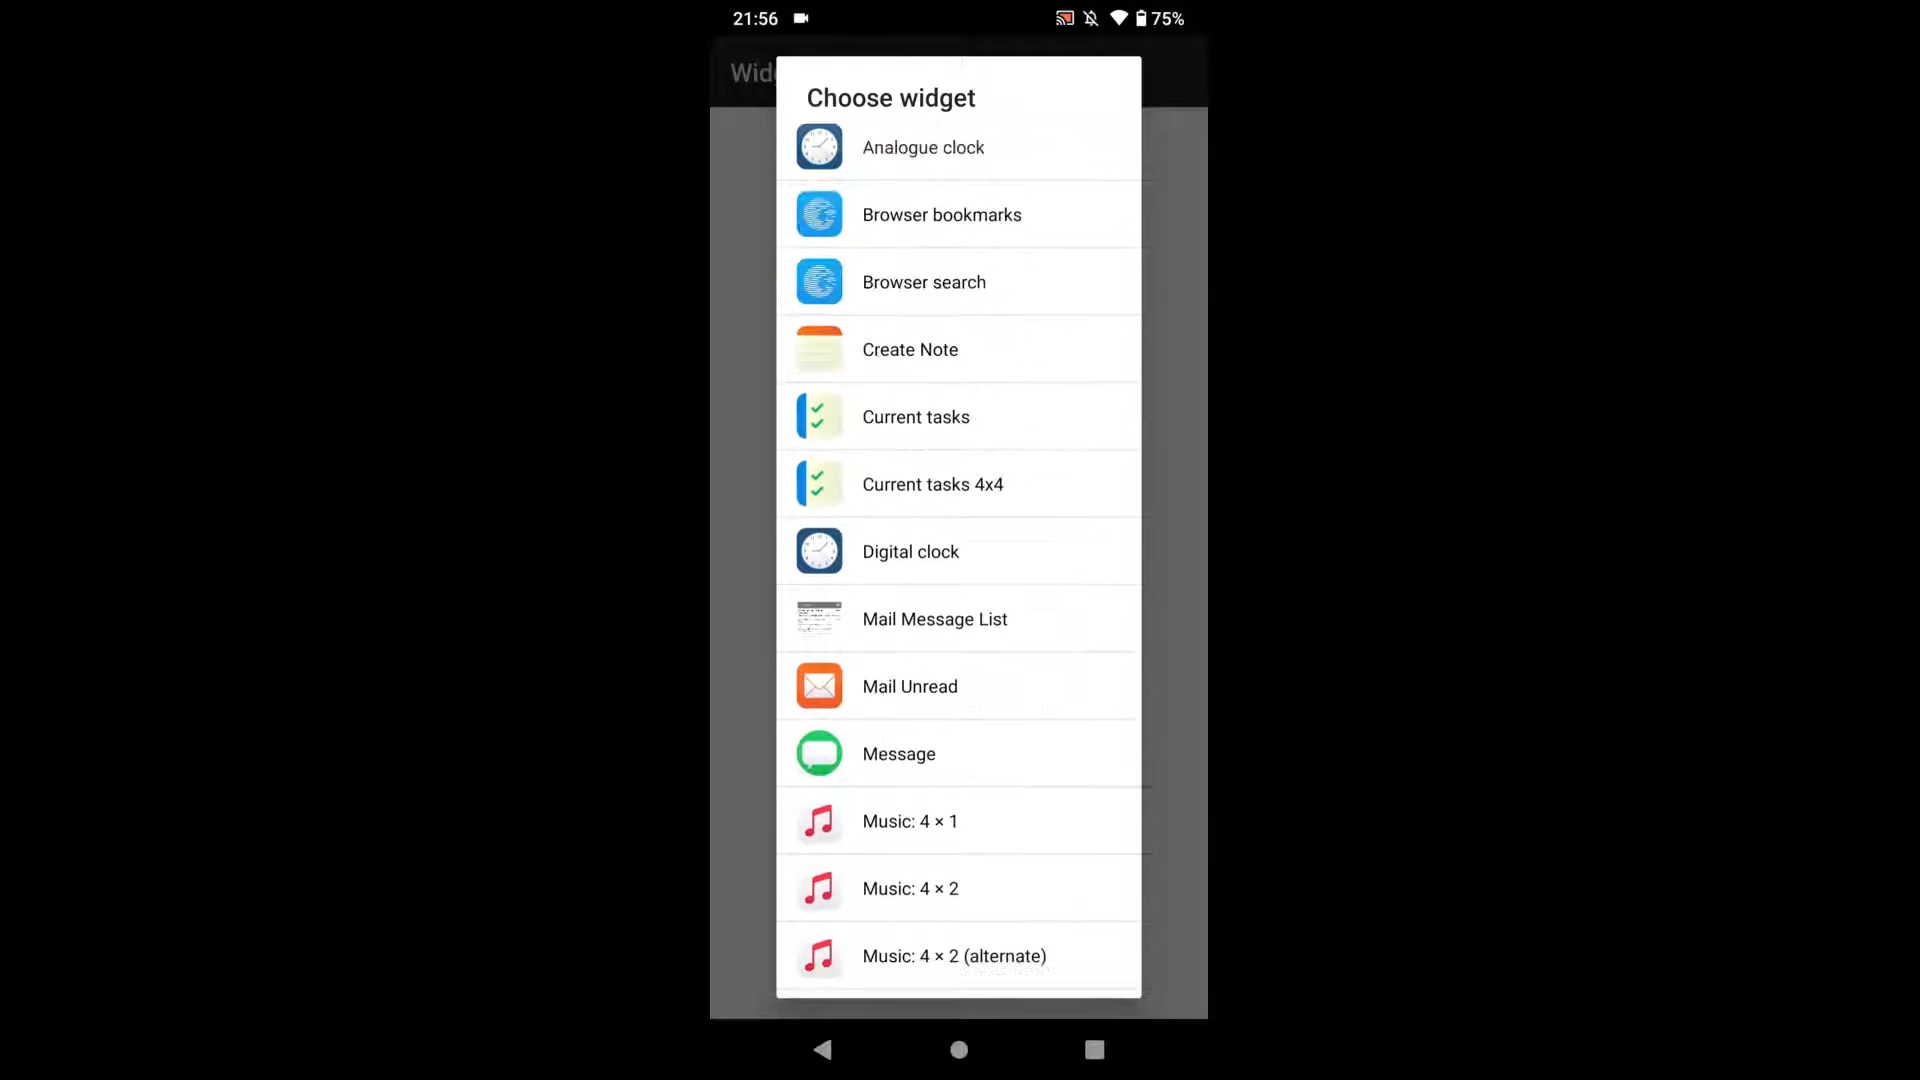 21:56
75%
Wid
Choose widget
Analogue clock
Browser bookmarks
Browser search
Create Note
Current tasks
Current tasks 4x4
Digital clock
Mail Message List
Mail Unread
Message
Music: 4 × 1
Music: 4 × 2
Music: 4 × 2 (alternate)